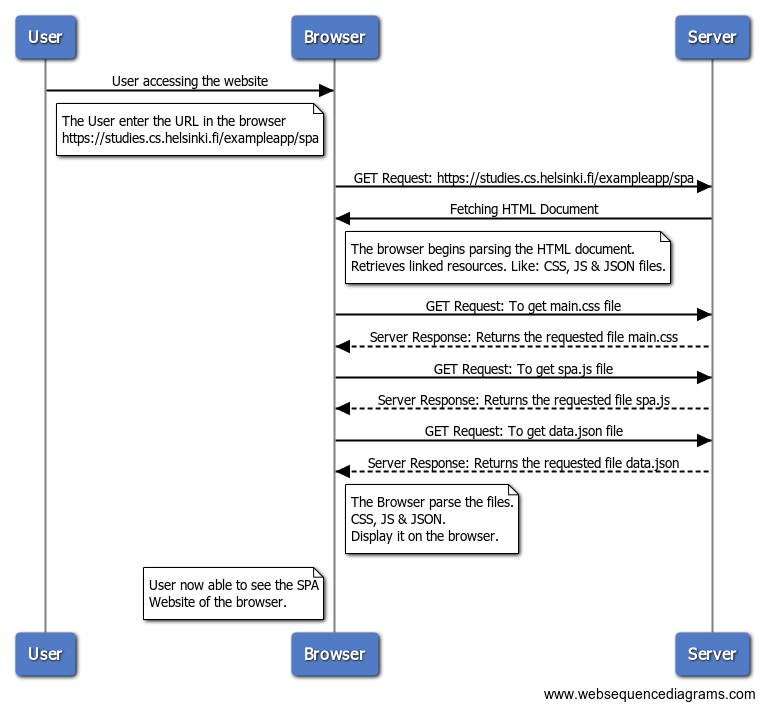 User Browser Server
User accessing the website
The User enter the URL in the browser
https://studies.cs.helsinki.fi/exampleapp/spa
GET Request: https://studies.cs.helsinki.fi/exampleapp/spa
Fetching HTML Document
The browser begins parsing the HTML document.
Retrieves linked resources. Like: CSS, JS & JSON files.
GET Request: To get main.css file
Server Response: Returns the requested file main.css
GET Request: To get spa.js file
Server Response: Returns the requested file spa.js
GET Request: To get data.json file
Server Response: Returns the requested file data.json
The Browser parse the files.
CSS, JS & JSON.
Display it on the browser.
User now able to see the SPA
Website of the browser.
User Browser Server
www.websequencediagrams.com